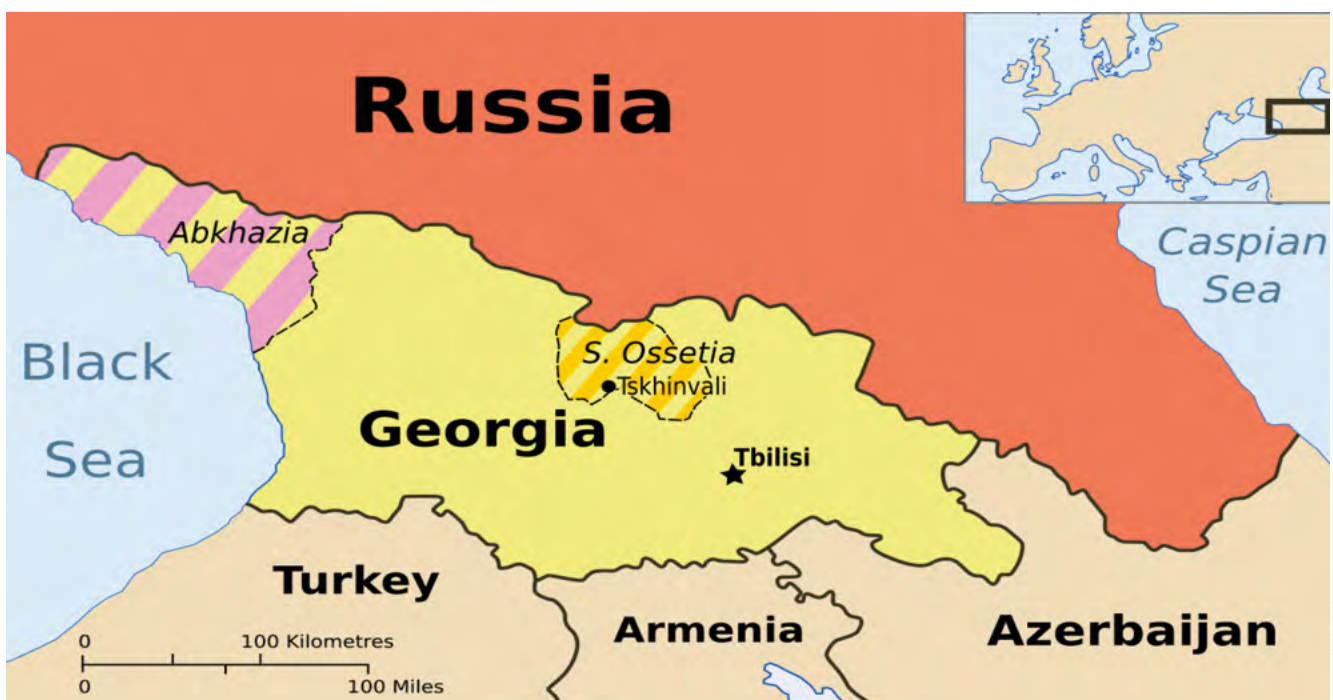 Russia
Abkhazia
Caspian
Sea
Black
Sea
S. Ossetia
Tskhinvali
Georgia
Tbilisi
Turkey
Armenia
Azerbaijan
0 100 Kilometres
0 100 Miles